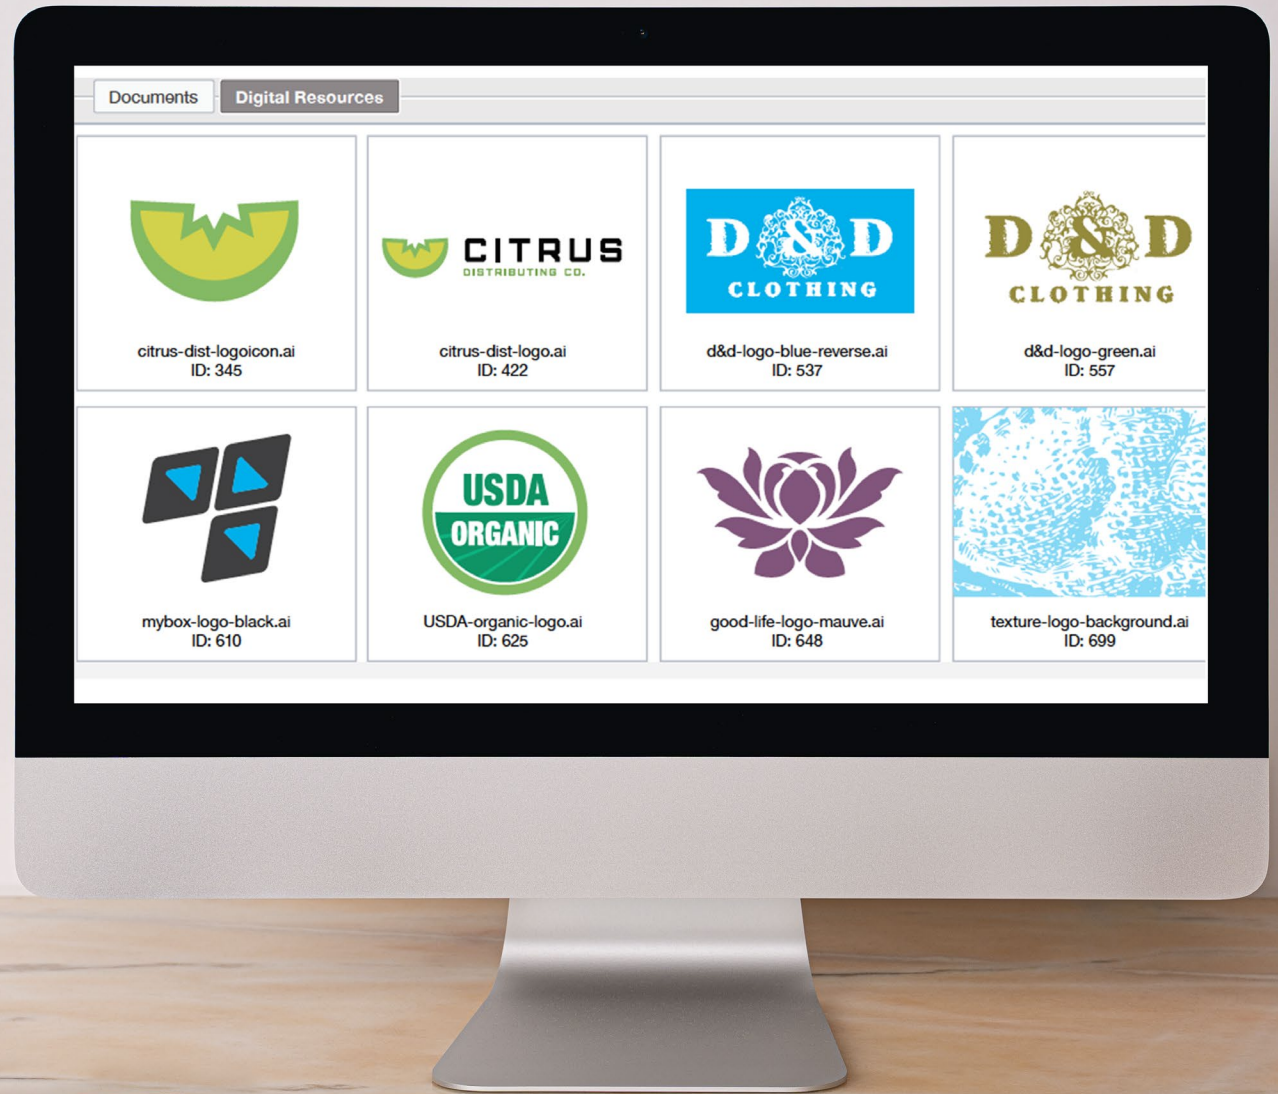 Documents
Digital Resources
CITRUS
DISTRIBUTING CO.
D & D
CLOTHING
D & D
CLOTHING
citrus-dist-logoicon.ai
ID: 345
citrus-dist-logo.ai
ID: 422
d&d-logo-blue-reverse.ai
ID: 537
d&d-logo-green.ai
ID: 557
USDA
ORGANIC
mybox-logo-black.ai
ID: 610
USDA-organic-logo.ai
ID: 625
good-life-logo-mauve.ai
ID: 648
texture-logo-background.ai
ID: 699